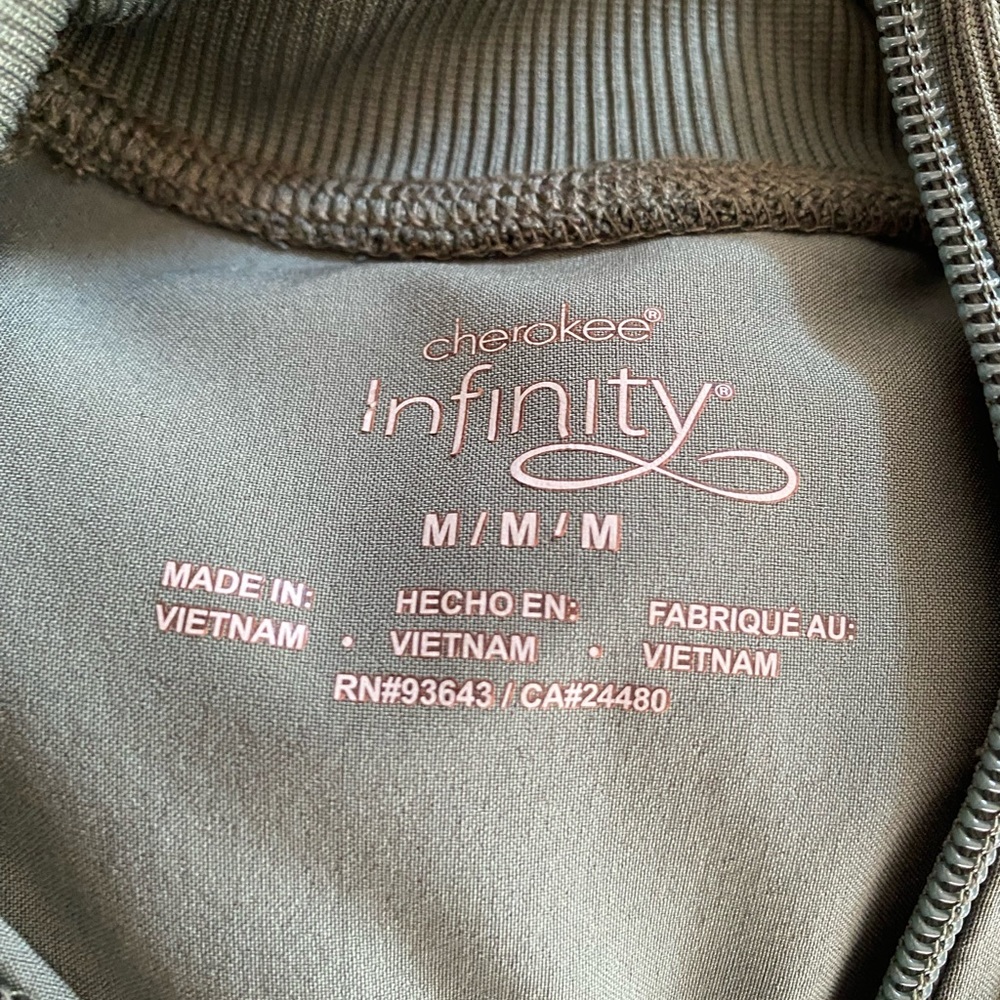 cherokee®
Infinity®
M / M / M
MADE IN: HECHO EN: FABRIQUÉ AU:
VIETNAM • VIETNAM • VIETNAM
RN#93643 / CA#24480